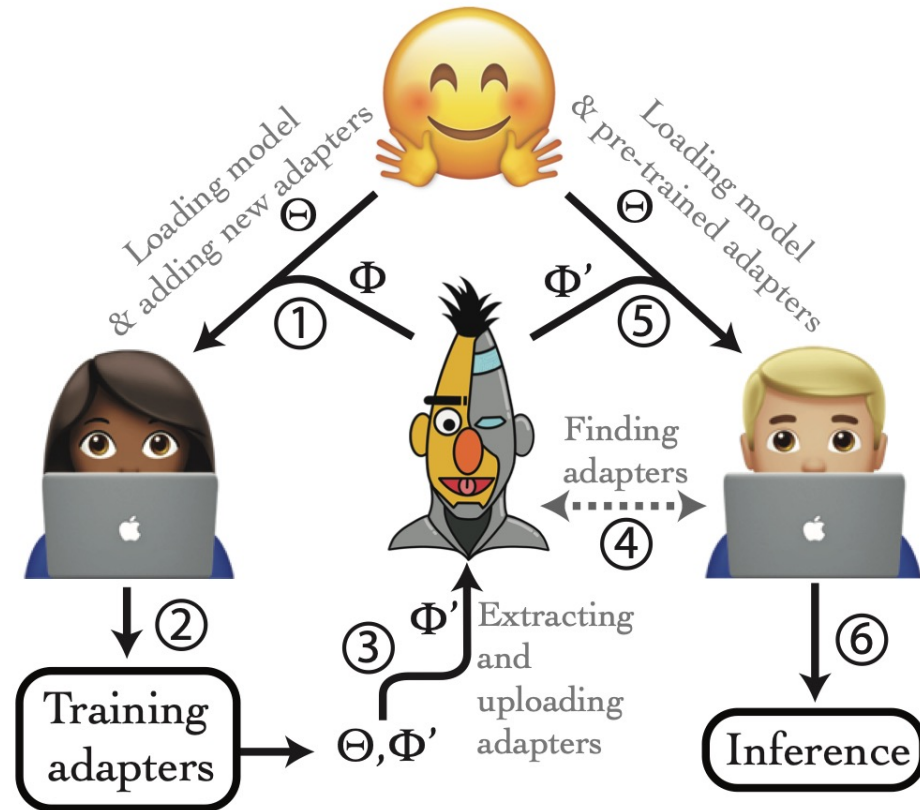 Loading model
& adding new adapters
Θ
Φ
①
Loading model
& pre-trained adapters
Θ
Φ’
⑤
Finding
adapters
④
②
Training
adapters
Θ,Φ’
③
Φ’
Extracting
and
uploading
adapters
⑥
Inference